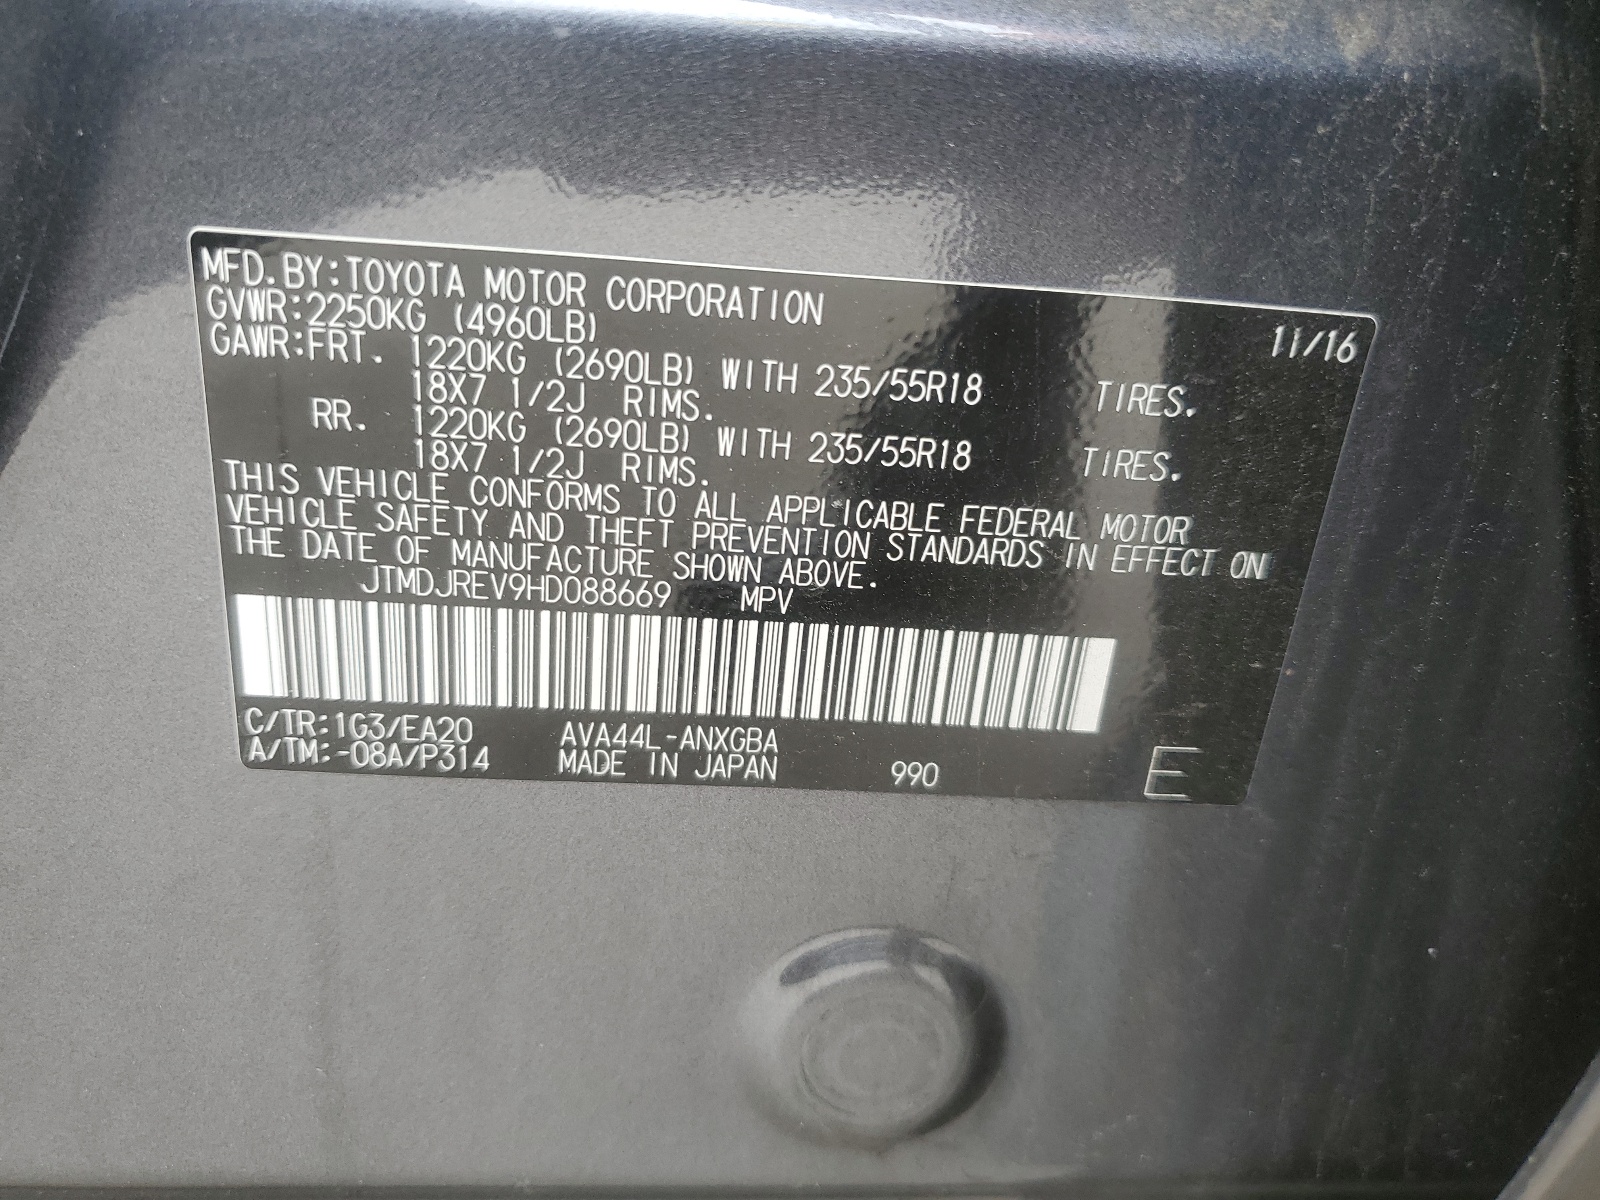 MFD.BY:TOYOTA MOTOR CORPORATION 11/16
GVWR:2250KG (4960LB)
GAWR:FRT. 1220KG (2690LB) WITH 235/55R18 TIRES.
18X7 1/2J RIMS.
RR. 1220KG (2690LB) WITH 235/55R18 TIRES.
18X7 1/2J RIMS.
THIS VEHICLE CONFORMS TO ALL APPLICABLE FEDERAL MOTOR
VEHICLE SAFETY AND THEFT PREVENTION STANDARDS IN EFFECT ON
THE DATE OF MANUFACTURE SHOWN ABOVE.
JTMDJREV9HD088669 MPV
C/TR:1G3/EA20 AVA44L-ANXGBA
A/TM:-08A/P314 MADE IN JAPAN 990 E